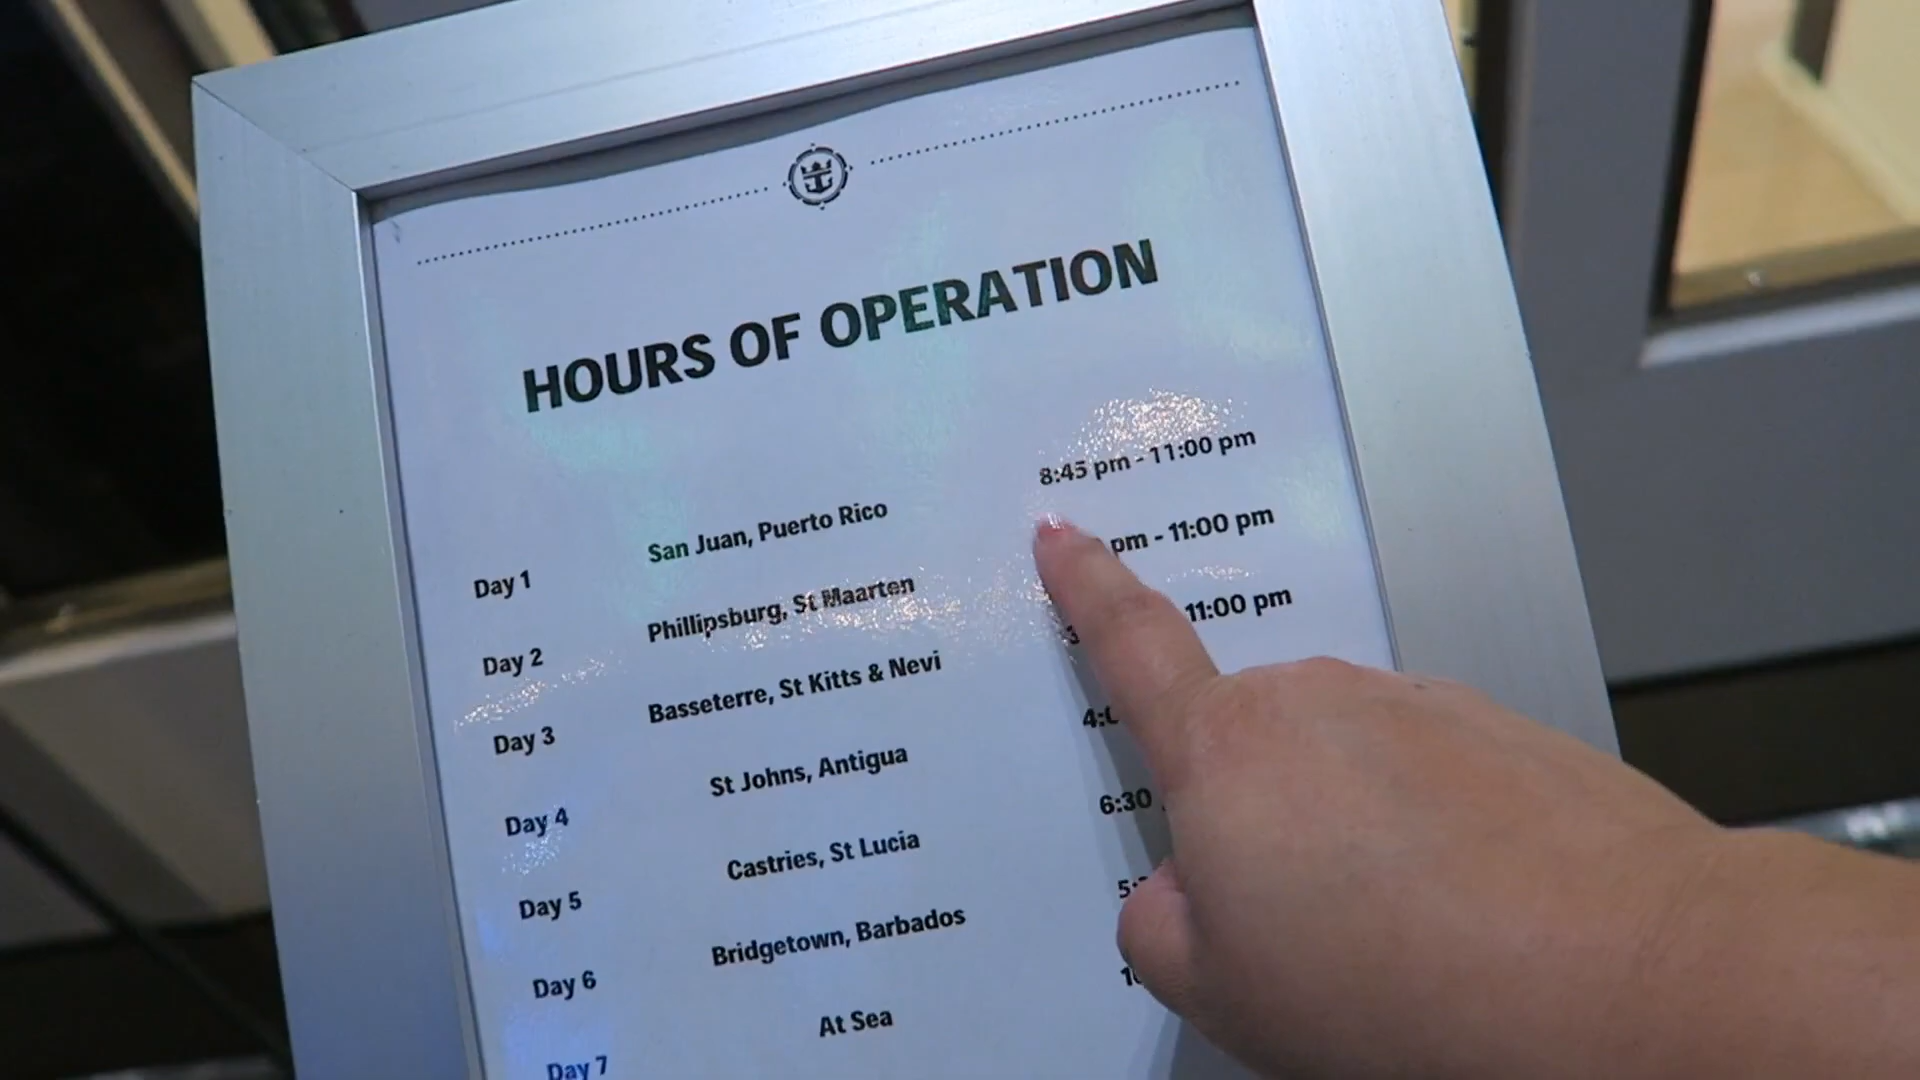 HOURS OF OPERATION
Day 1 San Juan, Puerto Rico 8:45 pm - 11:00 pm
Day 2 Phillipsburg, St Maarten pm - 11:00 pm
Day 3 Basseterre, St Kitts & Nevi 11:00 pm
Day 4 St Johns, Antigua
Day 5 Castries, St Lucia 6:30
Day 6 Bridgetown, Barbados
Day 7 At Sea